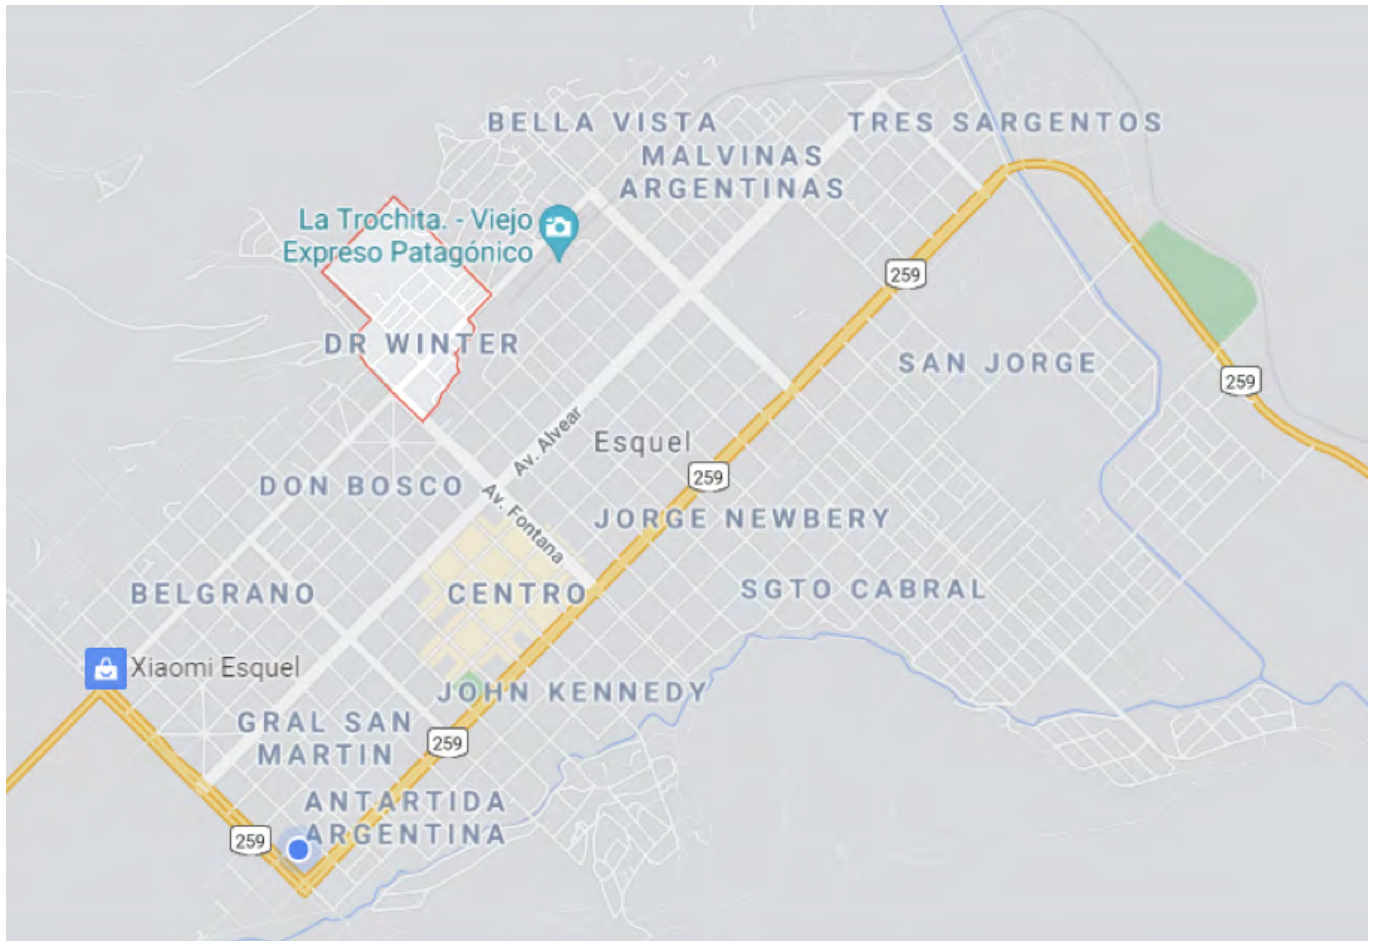 BELLA VISTA
TRES SARGENTOS
MALVINAS
ARGENTINAS
La Trochita. - Viejo
Expreso Patagónico
259
DR WINTER
SAN JORGE
259
Av. Alvear
Esquel
259
DON BOSCO
Av. Fontana
JORGE NEWBERY
BELGRANO
CENTRO
SGTO CABRAL
Xiaomi Esquel
JOHN KENNEDY
GRAL SAN
MARTIN
259
ANTARTIDA
ARGENTINA
259